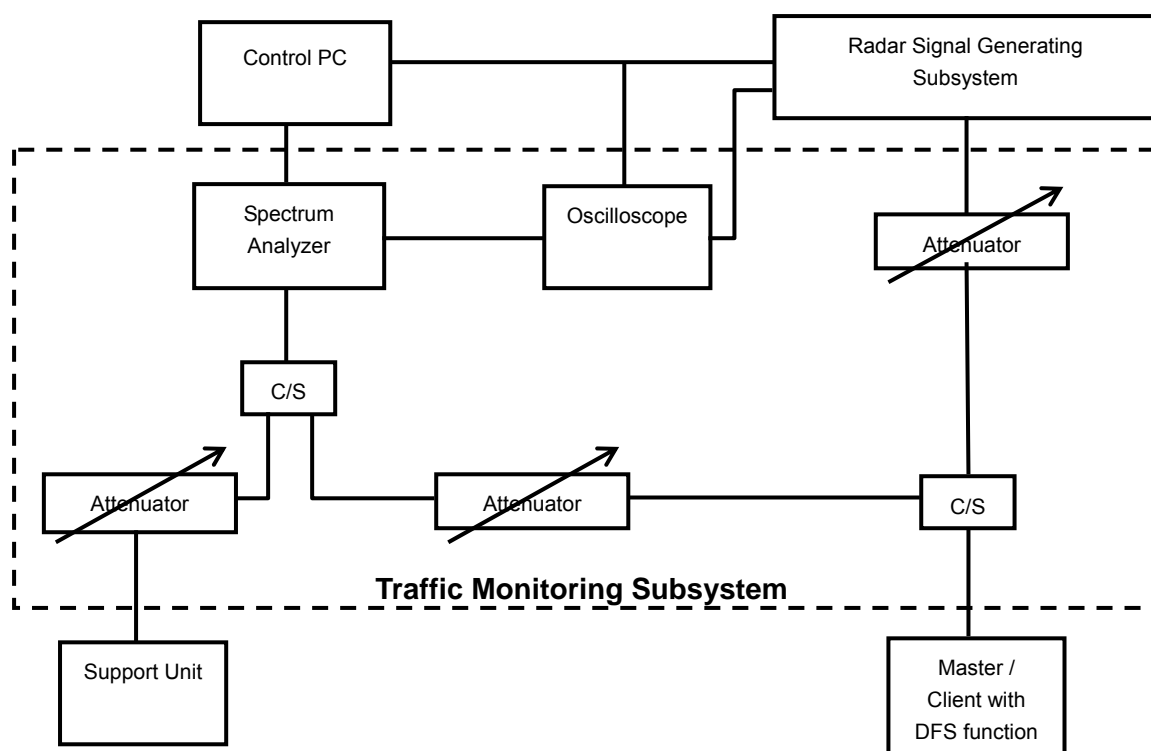 Control PC
Radar Signal Generating
Subsystem
Spectrum
Analyzer
Oscilloscope
Attenuator
C/S
Attenuator
Attenuator
C/S
Traffic Monitoring Subsystem
Support Unit
Master /
Client with
DFS function